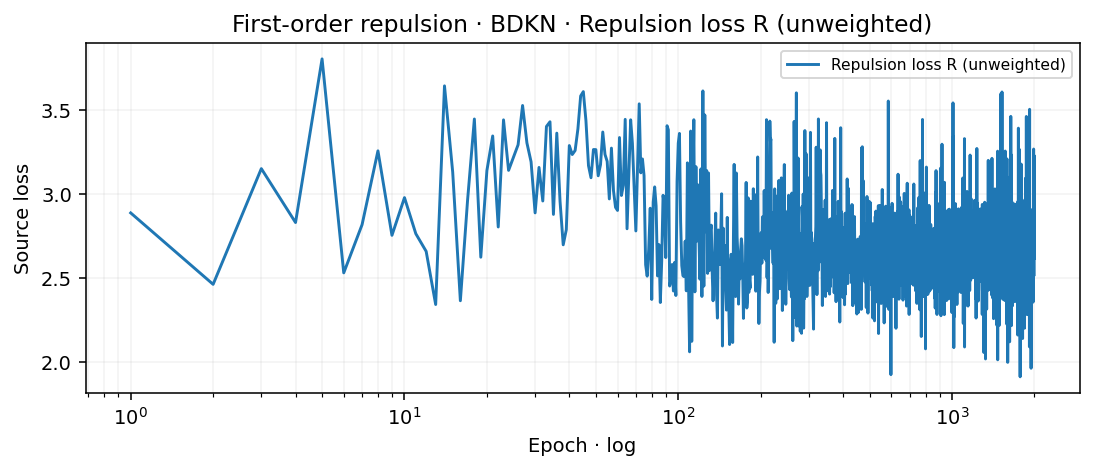 First-order repulsion · BDKN · Repulsion loss R (unweighted)
Repulsion loss R (unweighted)
Source loss
3.5
3.0
2.5
2.0
10⁰ 10¹ 10² 10³
Epoch · log